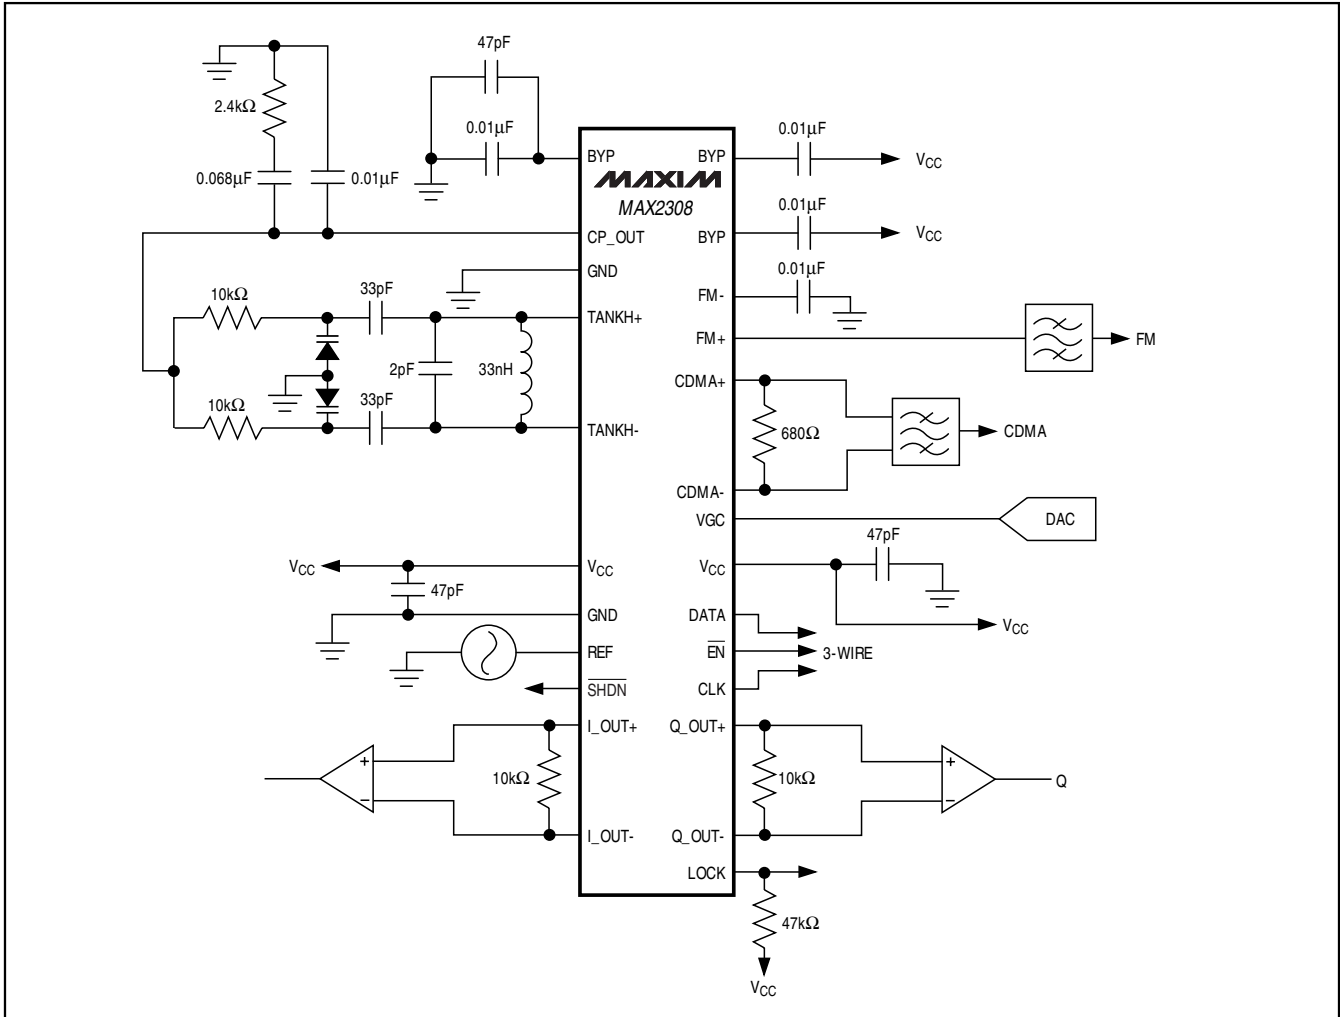 47pF
2.4kΩ
0.01µF
0.01µF
BYP
BYP
VCC
0.068µF
0.01µF
MAXIM
MAX2308
0.01µF
CP_OUT
BYP
VCC
GND
0.01µF
10kΩ
33pF
FM-
TANKH+
FM+
FM
2pF
33nH
CDMA+
10kΩ
33pF
TANKH-
680Ω
CDMA
CDMA-
VGC
DAC
47pF
VCC
VCC
VCC
47pF
GND
DATA
VCC
REF
EN
3-WIRE
SHDN
CLK
I_OUT+
Q_OUT+
+
+
10kΩ
10kΩ
Q
−
−
I_OUT-
Q_OUT-
LOCK
47kΩ
VCC